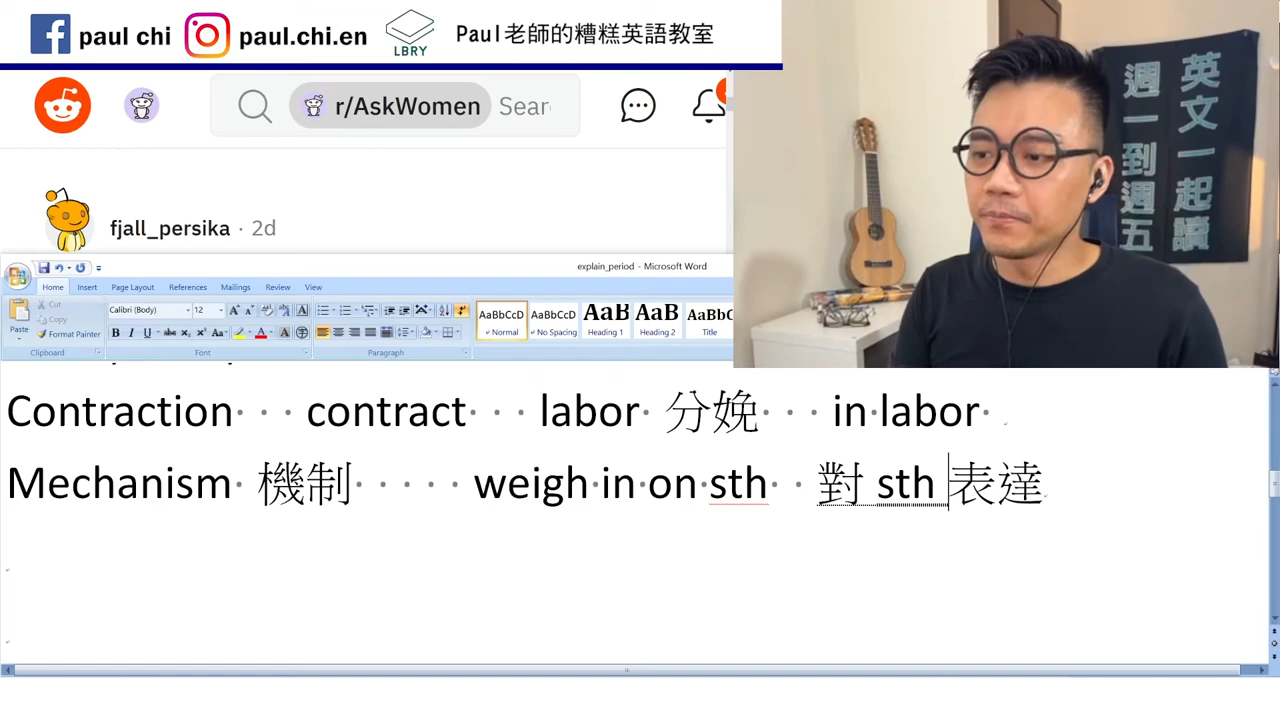 paul chi paul.chi.en LBRY Paul老師的糟糕英語教室
r/AskWomen Sear
fjall_persika · 2d
explain_period - Microsoft Word
Home Insert Page Layout References Mailings Review View
Paste Cut Copy Format Painter
Calibri (Body) 12
AaBbCcD AaBbCcD AaB AaB AaBbC
Normal No Spacing Heading 1 Heading 2 Title
Clipboard Font Paragraph
英文一起讀
週一到週五
Contraction contract labor 分娩 in labor
Mechanism 機制 weigh in on sth 對 sth 表達